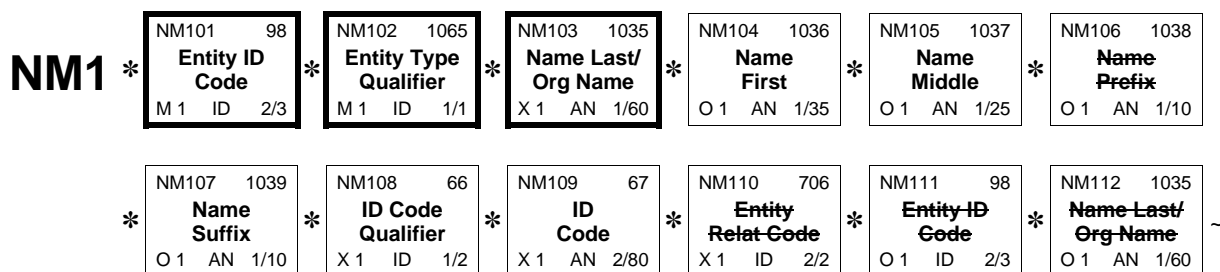 NM101 98 NM102 1065 NM103 1035 NM104 1036 NM105 1037 NM106 1038
NM1 * Entity ID Code * Entity Type Qualifier * Name Last/ Org Name * Name First * Name Middle * Name Prefix
M 1 ID 2/3 M 1 ID 1/1 X 1 AN 1/60 O 1 AN 1/35 O 1 AN 1/25 O 1 AN 1/10
NM107 1039 NM108 66 NM109 67 NM110 706 NM111 98 NM112 1035
* Name Suffix * ID Code Qualifier * ID Code * Entity Relat Code * Entity ID Code * Name Last/ Org Name ~
O 1 AN 1/10 X 1 ID 1/2 X 1 AN 2/80 X 1 ID 2/2 O 1 ID 2/3 O 1 AN 1/60